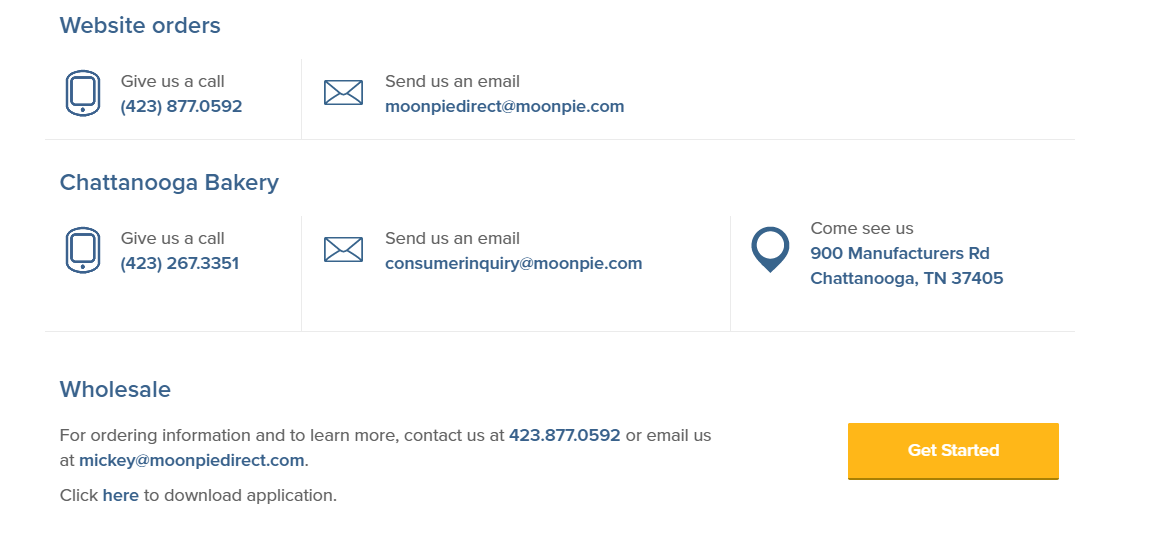 Website orders
Give us a call
(423) 877.0592
Send us an email
moonpiedirect@moonpie.com
Chattanooga Bakery
Give us a call
(423) 267.3351
Send us an email
consumerinquiry@moonpie.com
Come see us
900 Manufacturers Rd
Chattanooga, TN 37405
Wholesale
For ordering information and to learn more, contact us at 423.877.0592 or email us
at mickey@moonpiedirect.com.
Click here to download application.
Get Started